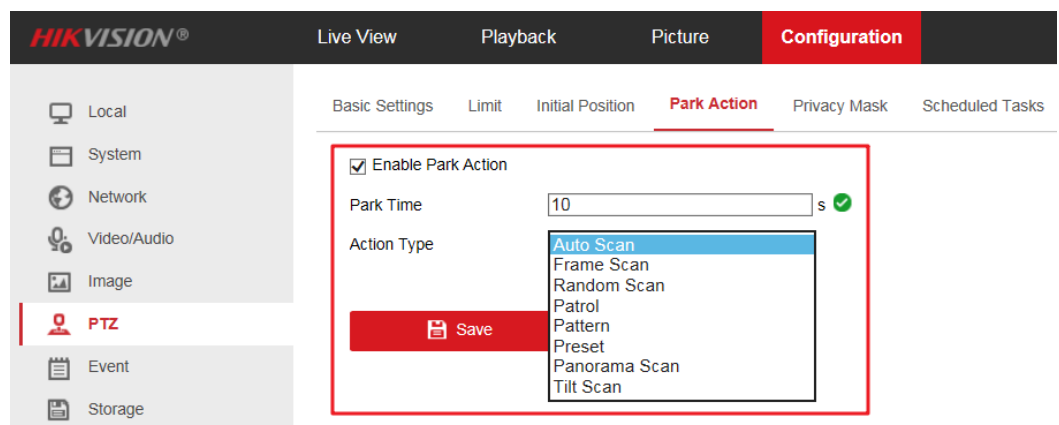 HIKVISION® Live View Playback Picture Configuration
Local
System
Network
Video/Audio
Image
PTZ
Event
Storage
Basic Settings Limit Initial Position Park Action Privacy Mask Scheduled Tasks
Enable Park Action
Park Time 10 s
Action Type Auto Scan
Frame Scan
Random Scan
Patrol
Pattern
Preset
Panorama Scan
Tilt Scan
Save